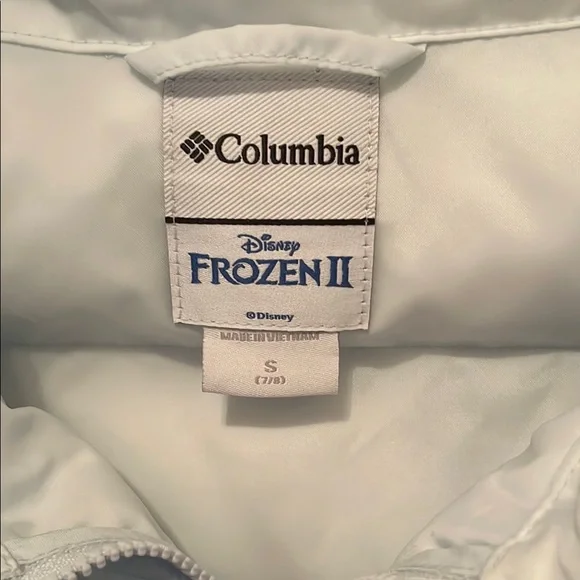 Columbia
Disney
FROZEN II
©Disney
MADE IN VIETNAM
S
(7/8)